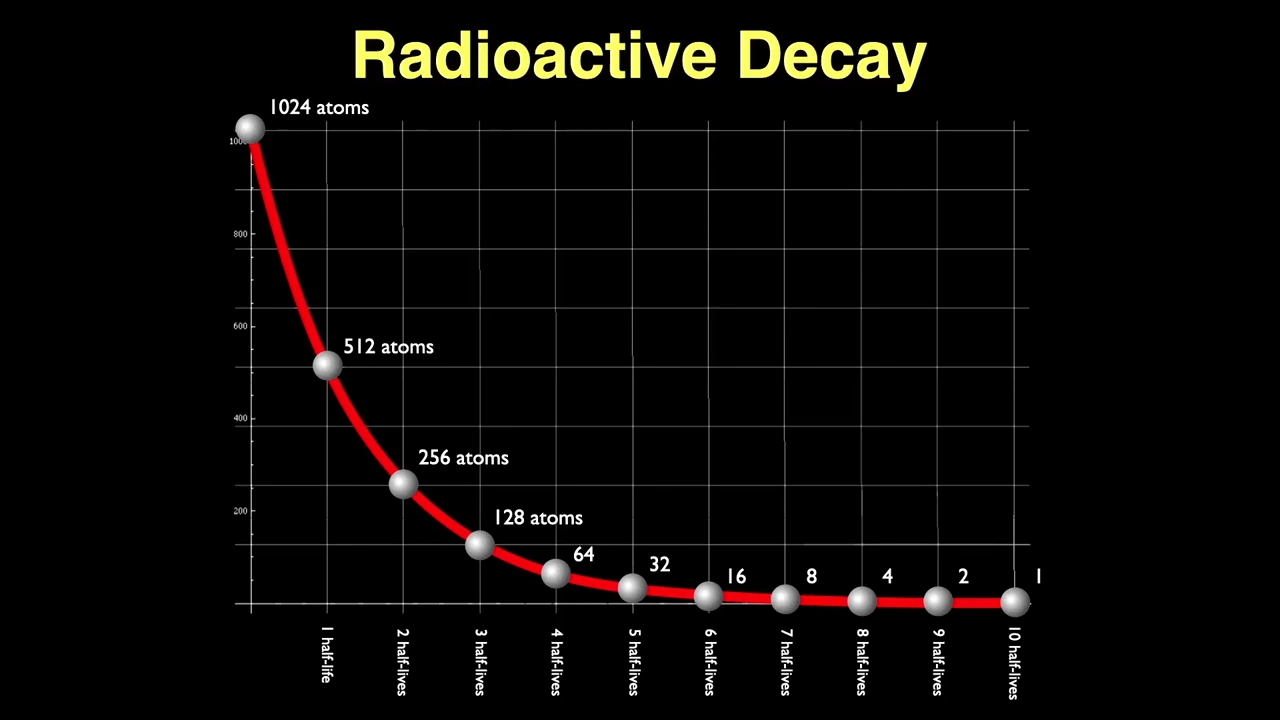 Radioactive Decay
1024 atoms
1000
800
600
512 atoms
400
256 atoms
200
128 atoms
64
32
16
8
4
2
1
1 half-life
2 half-lives
3 half-lives
4 half-lives
5 half-lives
6 half-lives
7 half-lives
8 half-lives
9 half-lives
10 half-lives